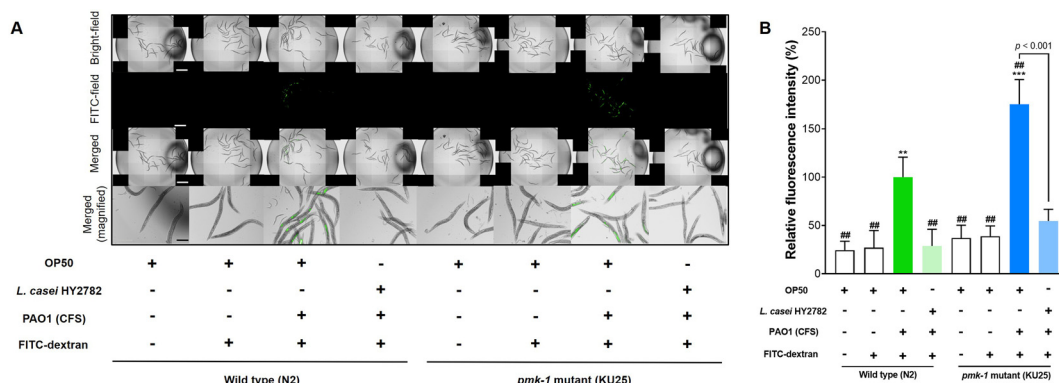 A
Bright-field
FITC-field
Merged
Merged
(magnified)
OP50 + + + - + + + -
L. casei HY2782 - - - + - - - +
PAO1 (CFS) - - + + - - + +
FITC-dextran - + + + - + + +
Wild type (N2) pmk-1 mutant (KU25)
B
Relative fluorescence intensity (%)
250
200
150
100
50
0
p < 0.001
##
***
**
## ## ## ## ##
OP50 + + + - + + + -
L. casei HY2782 - - - + - - - +
PAO1 (CFS) - - + + - - + +
FITC-dextran - + + + - + + +
Wild type (N2) pmk-1 mutant (KU25)